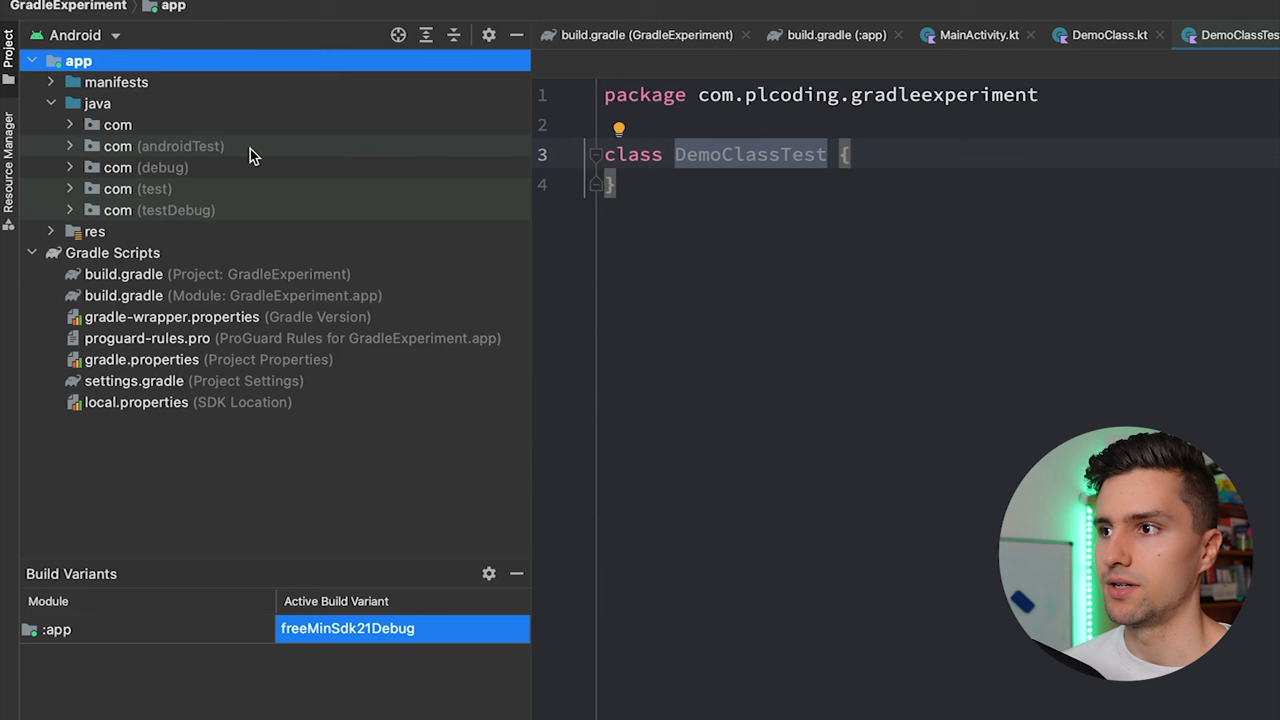 GradleExperiment app
Project
Resource Manager
Android
app
manifests
java
com
com (androidTest)
com (debug)
com (test)
com (testDebug)
res
Gradle Scripts
build.gradle (Project: GradleExperiment)
build.gradle (Module: GradleExperiment.app)
gradle-wrapper.properties (Gradle Version)
proguard-rules.pro (ProGuard Rules for GradleExperiment.app)
gradle.properties (Project Properties)
settings.gradle (Project Settings)
local.properties (SDK Location)
Build Variants
Module Active Build Variant
:app freeMinSdk21Debug
build.gradle (GradleExperiment) build.gradle (:app) MainActivity.kt DemoClass.kt DemoClassTes
1 package com.plcoding.gradleexperiment
2
3 class DemoClassTest {
4 }